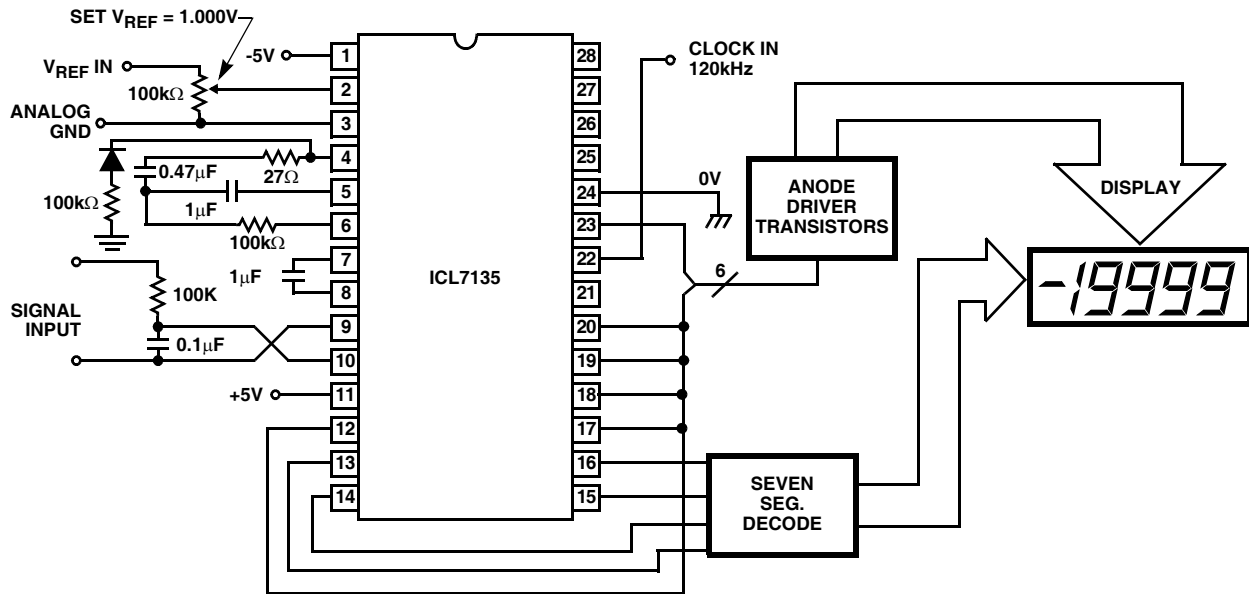 SET VREF = 1.000V
-5V
VREF IN
100kΩ
ANALOG
GND
0.47µF
27Ω
100kΩ
1µF
100kΩ
1µF
SIGNAL
INPUT
100K
0.1µF
+5V
1
2
3
4
5
6
7
8
9
10
11
12
13
14
ICL7135
28
27
26
25
24
23
22
21
20
19
18
17
16
15
CLOCK IN
120kHz
0V
6
ANODE
DRIVER
TRANSISTORS
DISPLAY
-19999
SEVEN
SEG.
DECODE